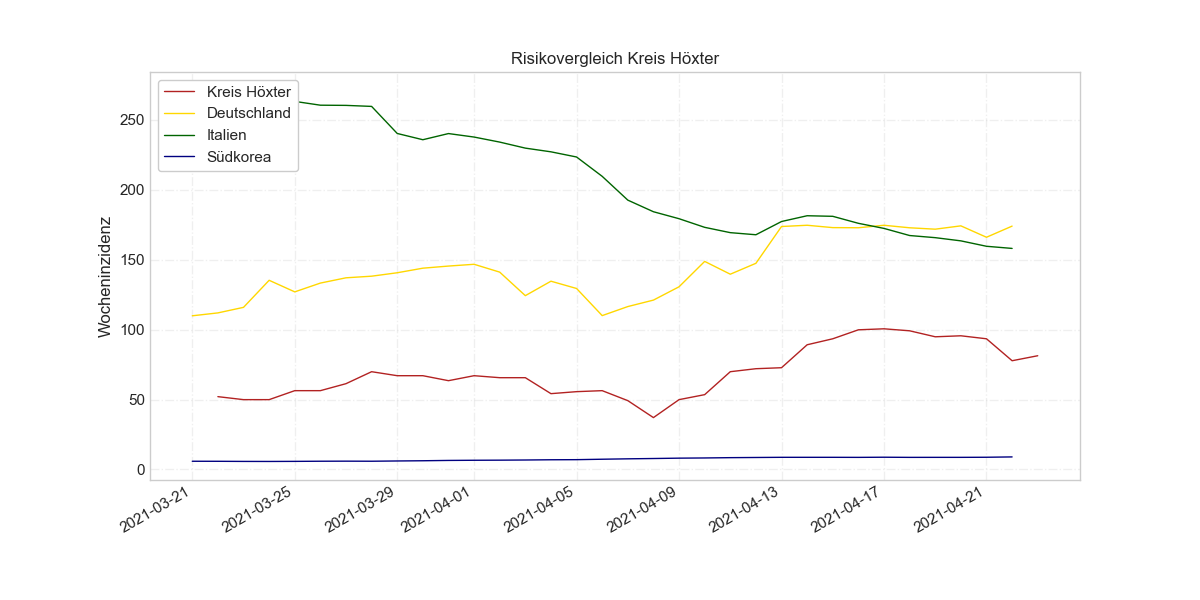 Risikovergleich Kreis Höxter
Kreis Höxter
Deutschland
Italien
Südkorea
Wocheninzidenz
250
200
150
100
50
0
2021-03-21
2021-03-25
2021-03-29
2021-04-01
2021-04-05
2021-04-09
2021-04-13
2021-04-17
2021-04-21